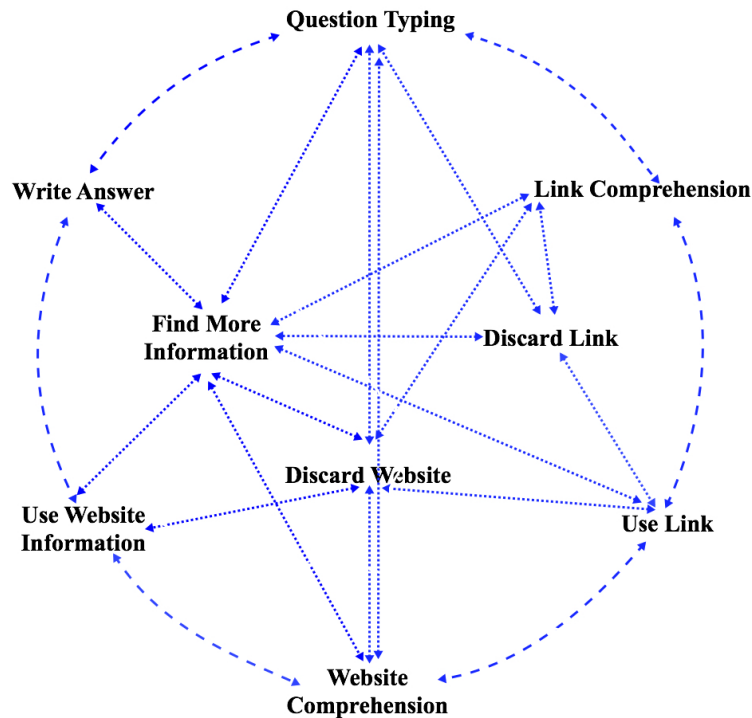 Question Typing
Write Answer
Link Comprehension
Find More
Information
Discard Link
Discard Website
Use Website
Information
Use Link
Website
Comprehension